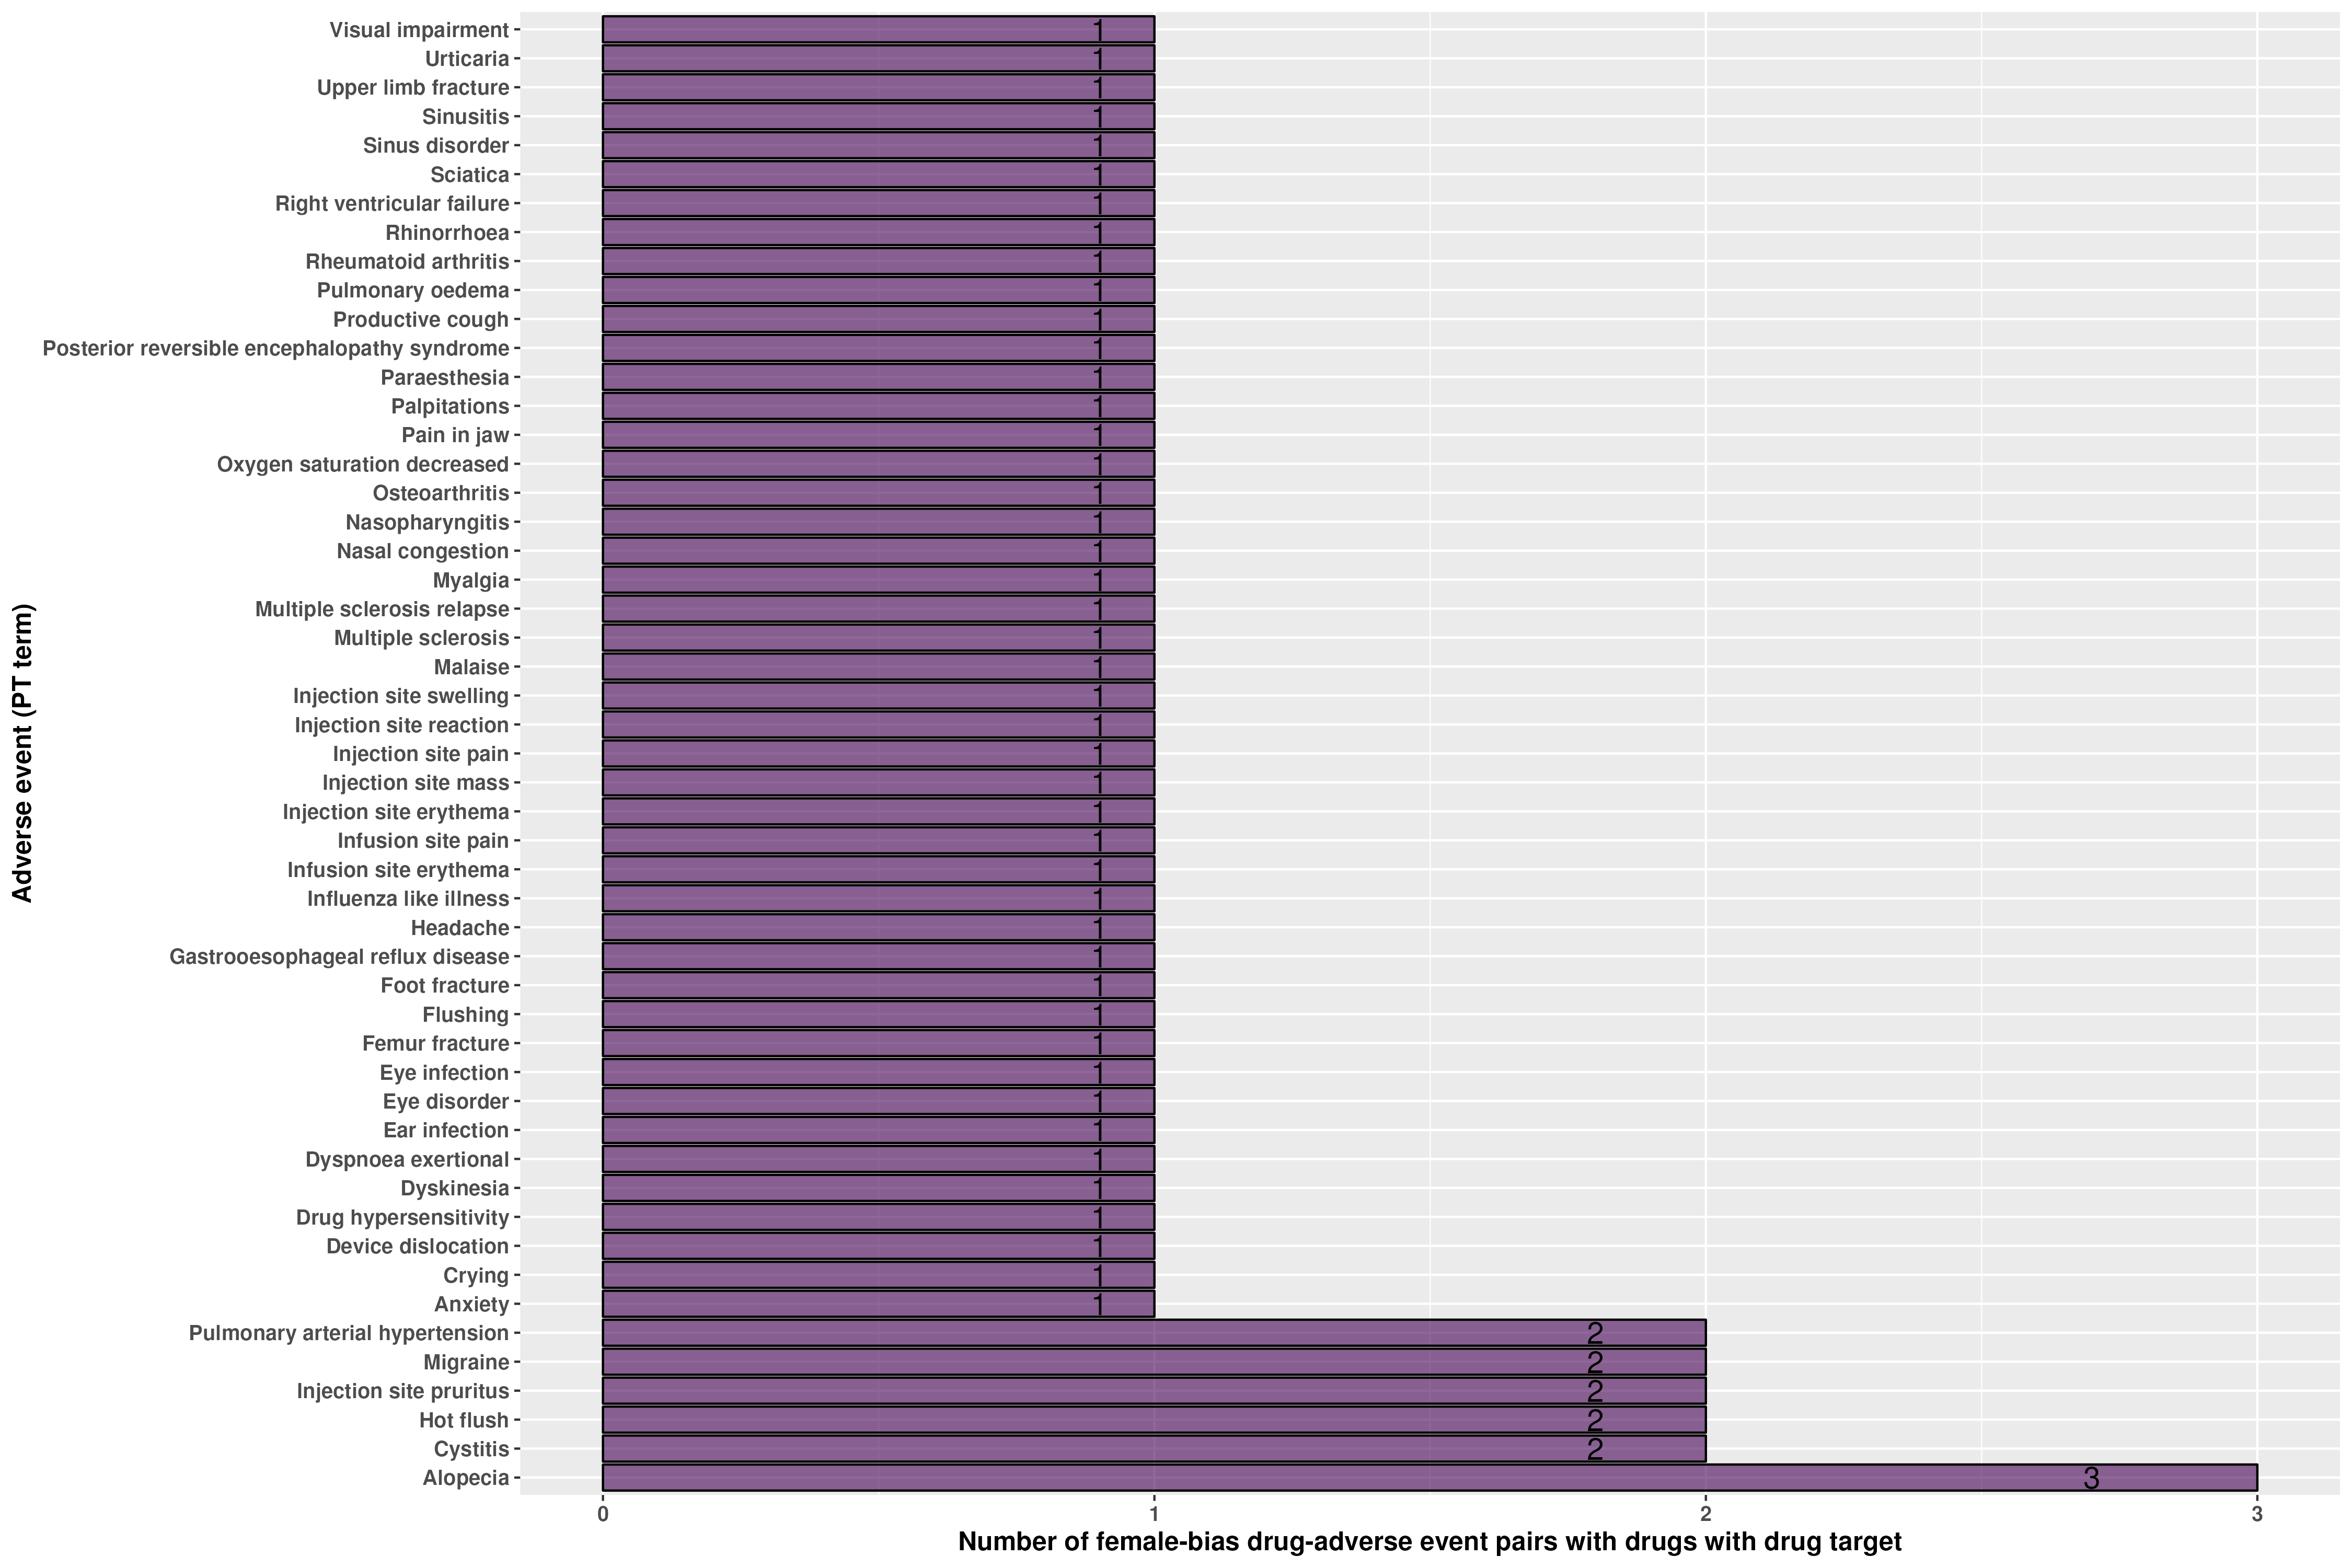 Adverse event (PT term)
Visual impairment 1
Urticaria 1
Upper limb fracture 1
Sinusitis 1
Sinus disorder 1
Sciatica 1
Right ventricular failure 1
Rhinorrhoea 1
Rheumatoid arthritis 1
Pulmonary oedema 1
Productive cough 1
Posterior reversible encephalopathy syndrome 1
Paraesthesia 1
Palpitations 1
Pain in jaw 1
Oxygen saturation decreased 1
Osteoarthritis 1
Nasopharyngitis 1
Nasal congestion 1
Myalgia 1
Multiple sclerosis relapse 1
Multiple sclerosis 1
Malaise 1
Injection site swelling 1
Injection site reaction 1
Injection site pain 1
Injection site mass 1
Injection site erythema 1
Infusion site pain 1
Infusion site erythema 1
Influenza like illness 1
Headache 1
Gastrooesophageal reflux disease 1
Foot fracture 1
Flushing 1
Femur fracture 1
Eye infection 1
Eye disorder 1
Ear infection 1
Dyspnoea exertional 1
Dyskinesia 1
Drug hypersensitivity 1
Device dislocation 1
Crying 1
Anxiety 1
Pulmonary arterial hypertension 2
Migraine 2
Injection site pruritus 2
Hot flush 2
Cystitis 2
Alopecia 3
0 1 2 3
Number of female-bias drug-adverse event pairs with drugs with drug target